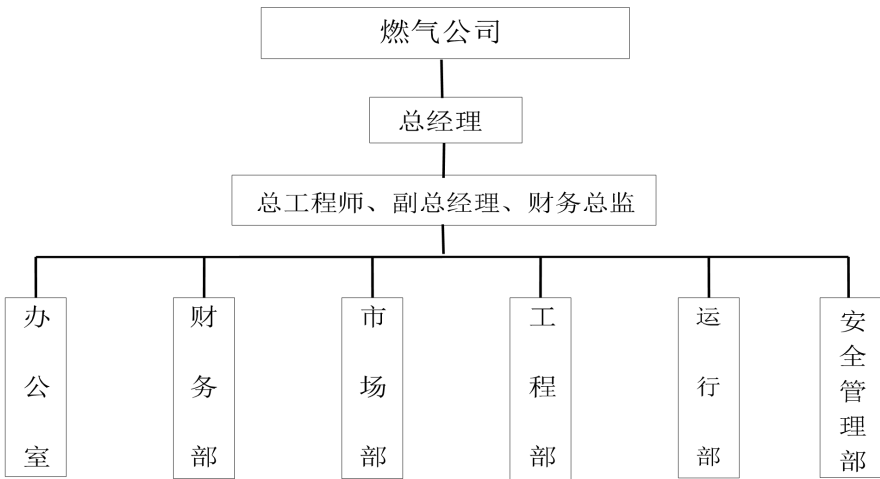 燃气公司
总经理
总工程师、副总经理、财务总监
办公室
财务部
市场部
工程部
运行部
安全管理部